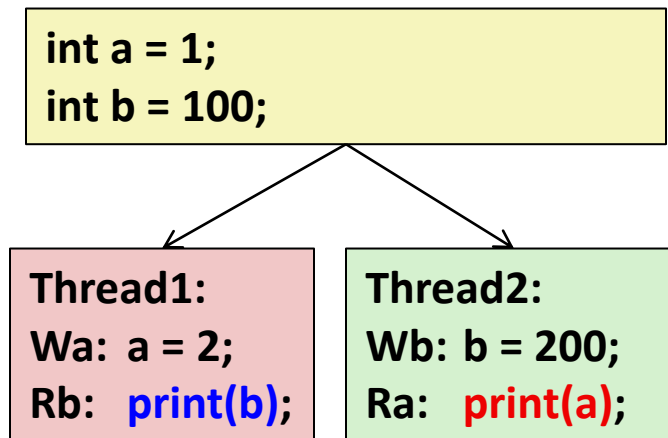 int a = 1;
int b = 100;
Thread1:
Wa: a = 2;
Rb: print(b);
Thread2:
Wb: b = 200;
Ra: print(a);